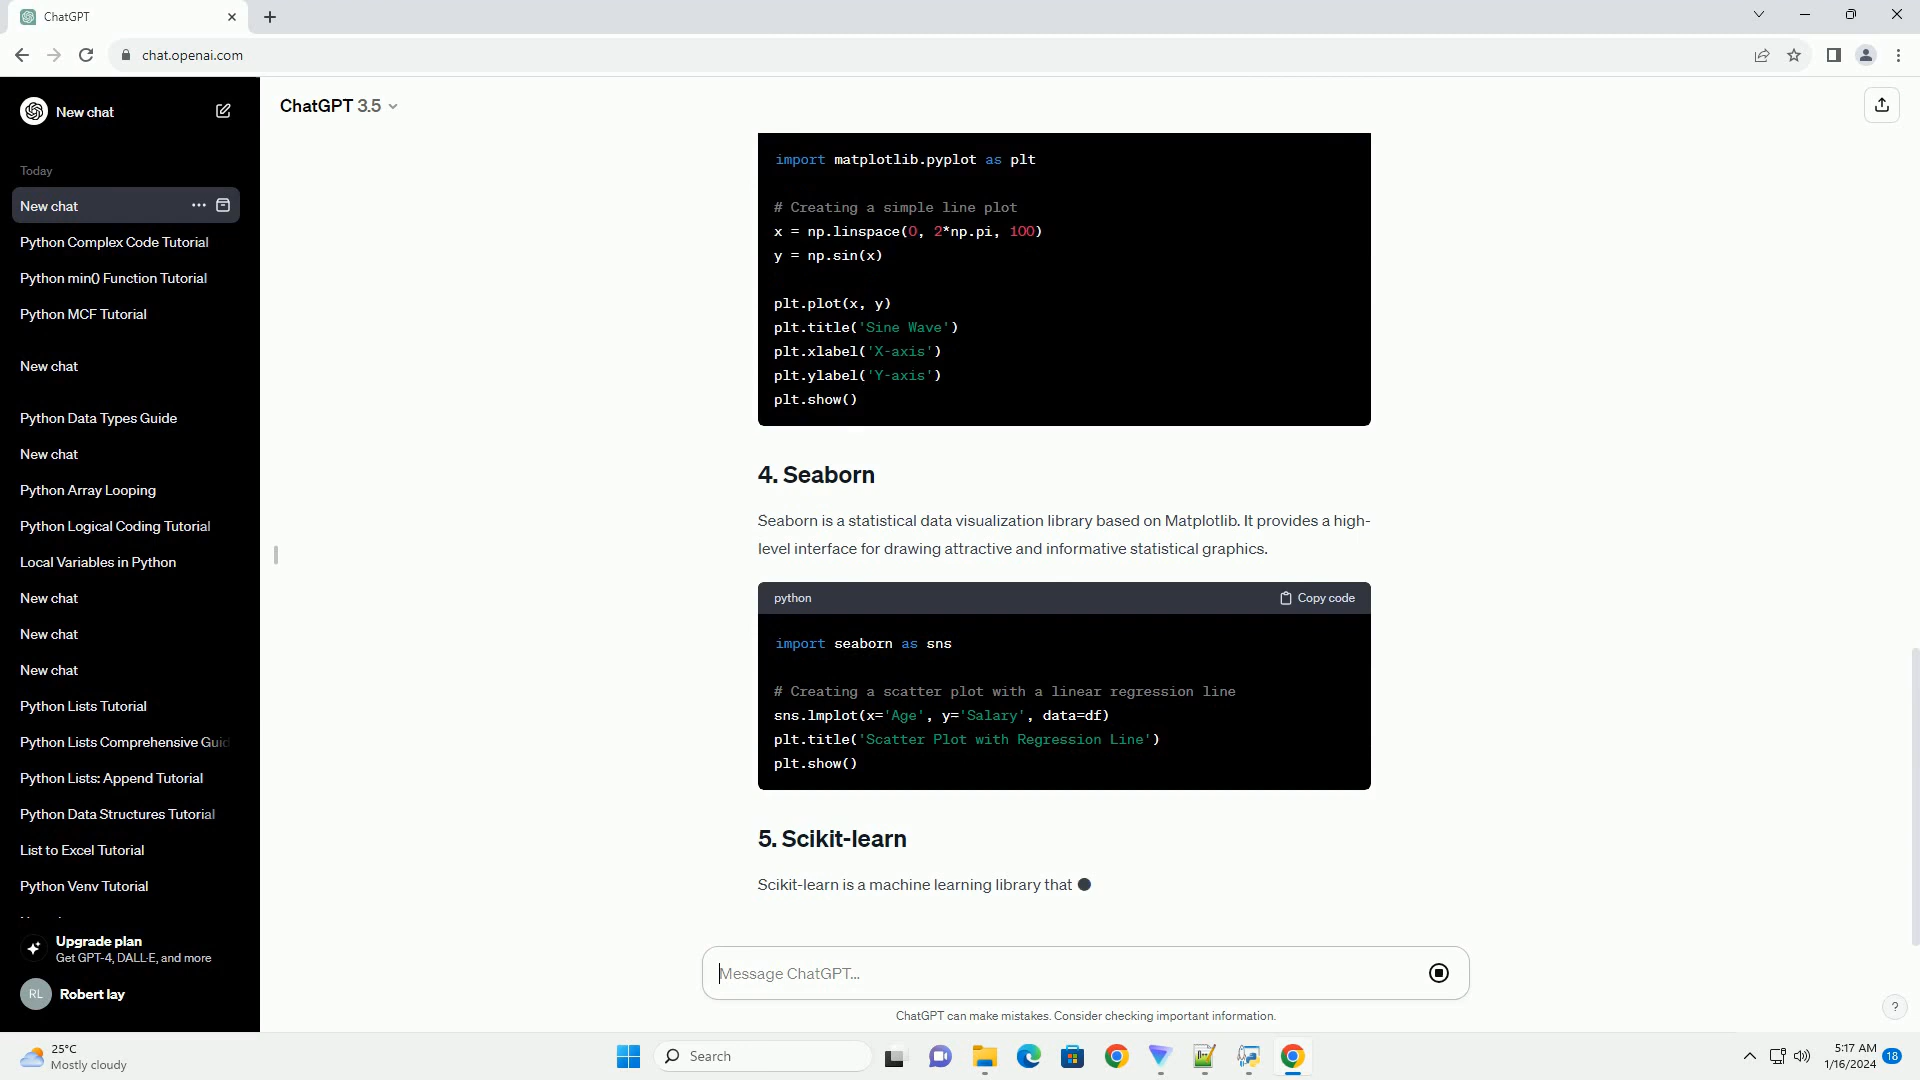 ChatGPT
chat.openai.com
New chat
Today
New chat
Python Complex Code Tutorial
Python min() Function Tutorial
Python MCF Tutorial
New chat
Python Data Types Guide
New chat
Python Array Looping
Python Logical Coding Tutorial
Local Variables in Python
New chat
New chat
New chat
Python Lists Tutorial
Python Lists Comprehensive Guid
Python Lists: Append Tutorial
Python Data Structures Tutorial
List to Excel Tutorial
Python Venv Tutorial
Upgrade plan
Get GPT-4, DALL·E, and more
RL Robert lay
ChatGPT 3.5
import matplotlib.pyplot as plt
# Creating a simple line plot
x = np.linspace(0, 2*np.pi, 100)
y = np.sin(x)
plt.plot(x, y)
plt.title('Sine Wave')
plt.xlabel('X-axis')
plt.ylabel('Y-axis')
plt.show()
4. Seaborn
Seaborn is a statistical data visualization library based on Matplotlib. It provides a high-
level interface for drawing attractive and informative statistical graphics.
python Copy code
import seaborn as sns
# Creating a scatter plot with a linear regression line
sns.lmplot(x='Age', y='Salary', data=df)
plt.title('Scatter Plot with Regression Line')
plt.show()
5. Scikit-learn
Scikit-learn is a machine learning library that
Message ChatGPT...
ChatGPT can make mistakes. Consider checking important information.
?
25°C
Mostly cloudy
Search
5:17 AM
1/16/2024
18